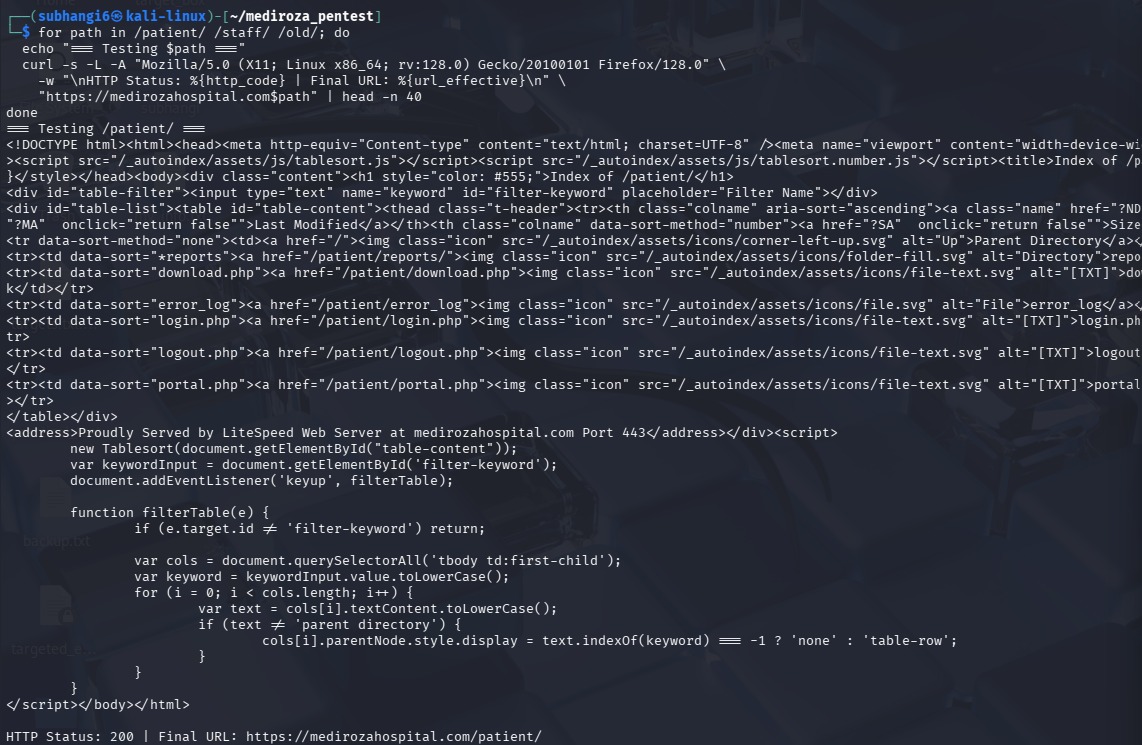 ┌──(subhangi6㉿kali-linux)-[~/mediroza_pentest]
└─$ for path in /patient/ /staff/ /old/; do
  echo "=== Testing $path ==="
  curl -s -L -A "Mozilla/5.0 (X11; Linux x86_64; rv:128.0) Gecko/20100101 Firefox/128.0" \
    -w "\nHTTP Status: %{http_code} | Final URL: %{url_effective}\n" \
    "https://medirozahospital.com$path" | head -n 40
done
=== Testing /patient/ ===
<!DOCTYPE html><html><head><meta http-equiv="Content-type" content="text/html; charset=UTF-8" /><meta name="viewport" content="width=device-wi
><script src="/_autoindex/assets/js/tablesort.js"></script><script src="/_autoindex/assets/js/tablesort.number.js"></script><title>Index of /p
}</style></head><body><div class="content"><h1 style="color: #555;">Index of /patient/</h1>
<div id="table-filter"><input type="text" name="keyword" id="filter-keyword" placeholder="Filter Name"></div>
<div id="table-list"><table id="table-content"><thead class="t-header"><tr><th class="colname" aria-sort="ascending"><a class="name" href="?ND
"?MA"  onclick="return false"">Last Modified</a></th><th class="colname" data-sort-method="number"><a href="?SA"  onclick="return false"">Size
<tr data-sort-method="none"><td><a href="/"><img class="icon" src="/_autoindex/assets/icons/corner-left-up.svg" alt="Up">Parent Directory</a><
<tr><td data-sort="*reports"><a href="/patient/reports/"><img class="icon" src="/_autoindex/assets/icons/folder-fill.svg" alt="Directory">repo
<tr><td data-sort="download.php"><a href="/patient/download.php"><img class="icon" src="/_autoindex/assets/icons/file-text.svg" alt="[TXT]">do
k</td></tr>
<tr><td data-sort="error_log"><a href="/patient/error_log"><img class="icon" src="/_autoindex/assets/icons/file.svg" alt="File">error_log</a><
<tr><td data-sort="login.php"><a href="/patient/login.php"><img class="icon" src="/_autoindex/assets/icons/file-text.svg" alt="[TXT]">login.ph
tr>
<tr><td data-sort="logout.php"><a href="/patient/logout.php"><img class="icon" src="/_autoindex/assets/icons/file-text.svg" alt="[TXT]">logout
</tr>
<tr><td data-sort="portal.php"><a href="/patient/portal.php"><img class="icon" src="/_autoindex/assets/icons/file-text.svg" alt="[TXT]">portal
></tr>
</table></div>
<address>Proudly Served by LiteSpeed Web Server at medirozahospital.com Port 443</address></div><script>
        new Tablesort(document.getElementById("table-content"));
        var keywordInput = document.getElementById('filter-keyword');
        document.addEventListener('keyup', filterTable);

        function filterTable(e) {
                if (e.target.id != 'filter-keyword') return;

                var cols = document.querySelectorAll('tbody td:first-child');
                var keyword = keywordInput.value.toLowerCase();
                for (i = 0; i < cols.length; i++) {
                        var text = cols[i].textContent.toLowerCase();
                        if (text != 'parent directory') {
                                cols[i].parentNode.style.display = text.indexOf(keyword) === -1 ? 'none' : 'table-row';
                        }
                }
        }
</script></body></html>

HTTP Status: 200 | Final URL: https://medirozahospital.com/patient/
backup.txt
targeted_e...